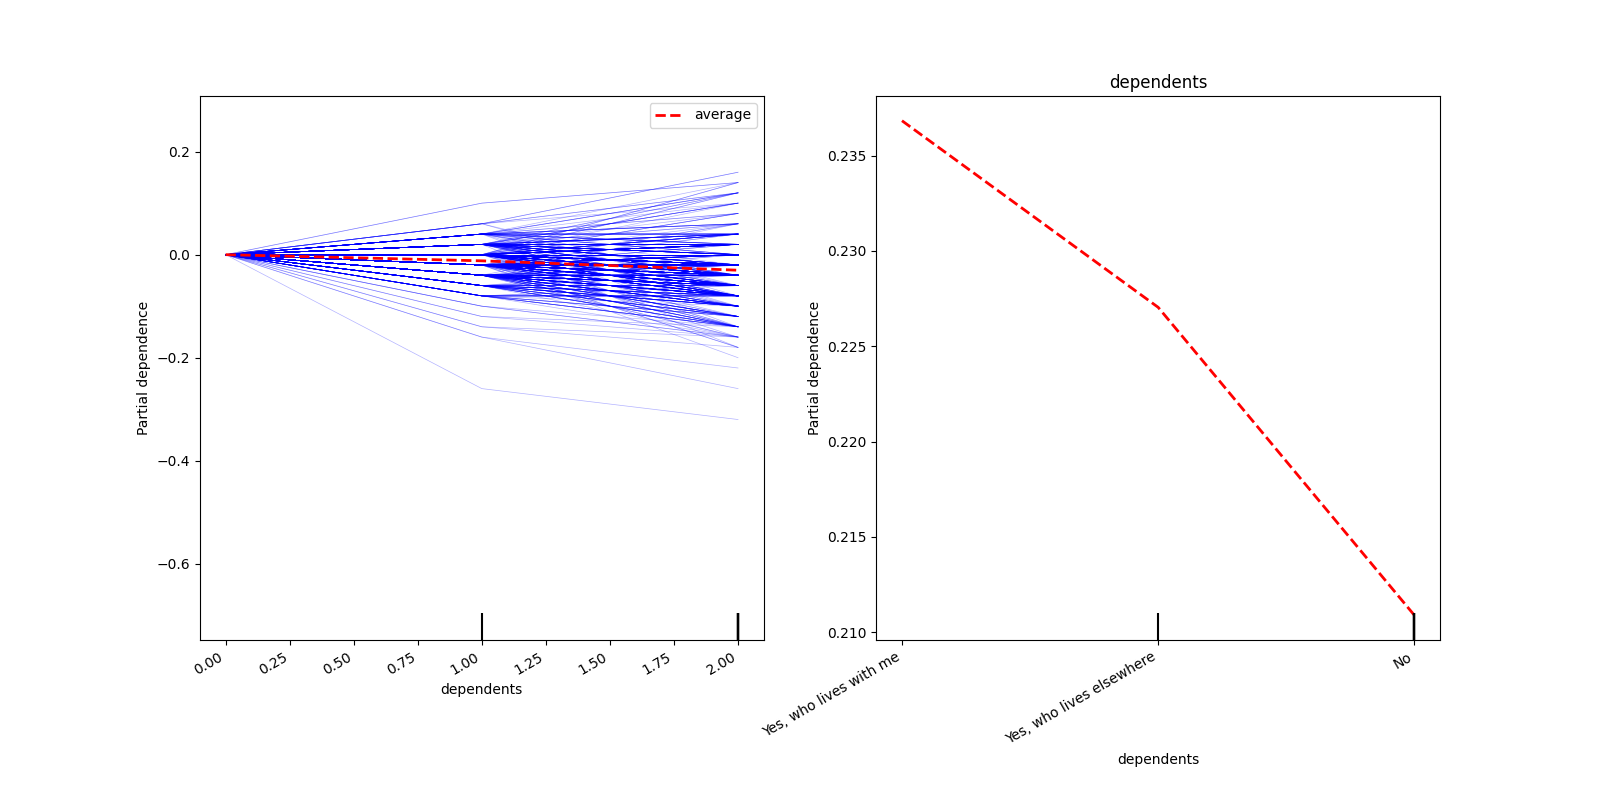 average
0.2
0.0
−0.2
−0.4
−0.6
Partial dependence
0.00
0.25
0.50
0.75
1.00
1.25
1.50
1.75
2.00
dependents
dependents
0.235
0.230
0.225
0.220
0.215
0.210
Partial dependence
Yes, who lives with me
Yes, who lives elsewhere
No
dependents